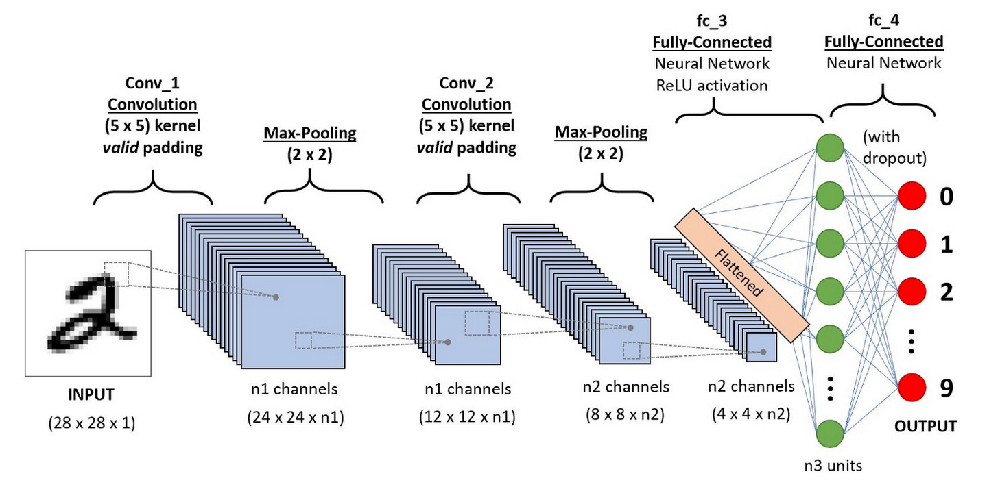 Conv_1
Convolution
(5 x 5) kernel
valid padding
Max-Pooling
(2 x 2)
Conv_2
Convolution
(5 x 5) kernel
valid padding
Max-Pooling
(2 x 2)
fc_3
Fully-Connected
Neural Network
ReLU activation
fc_4
Fully-Connected
Neural Network
(with
dropout)
2
Flattened
0
1
2
9
OUTPUT
INPUT
(28 x 28 x 1)
n1 channels
(24 x 24 x n1)
n1 channels
(12 x 12 x n1)
n2 channels
(8 x 8 x n2)
n2 channels
(4 x 4 x n2)
n3 units